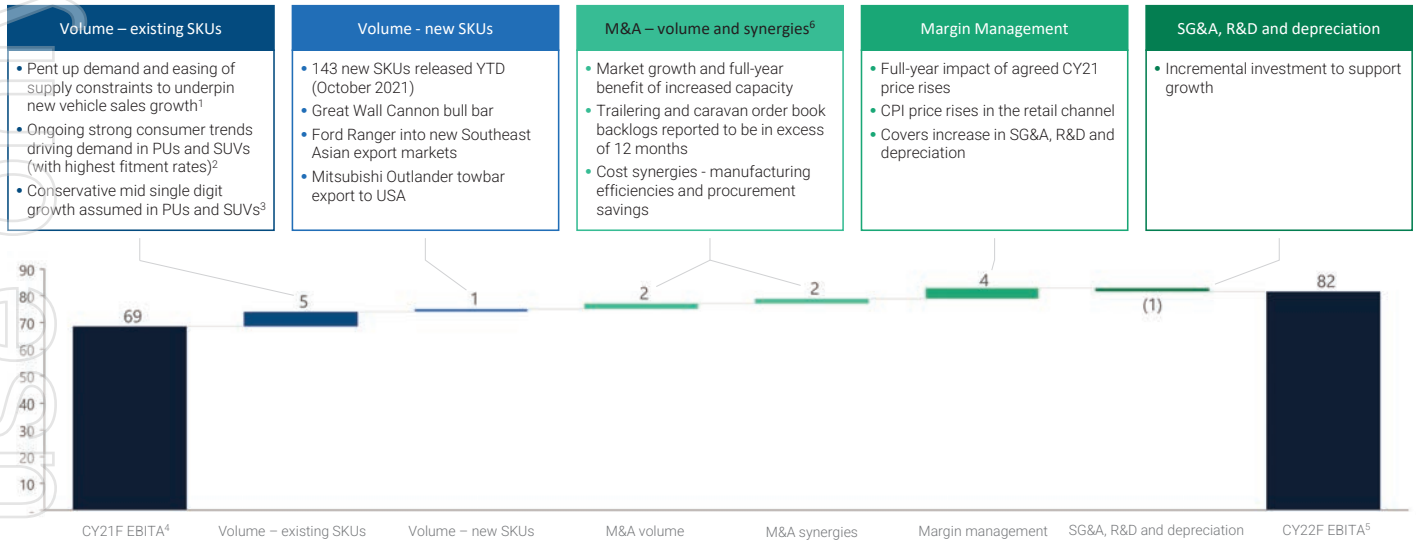 Volume – existing SKUs
• Pent up demand and easing of
supply constraints to underpin
new vehicle sales growth1
• Ongoing strong consumer trends
driving demand in PUs and SUVs
(with highest fitment rates)2
• Conservative mid single digit
growth assumed in PUs and SUVs3
Volume - new SKUs
• 143 new SKUs released YTD
(October 2021)
• Great Wall Cannon bull bar
• Ford Ranger into new Southeast
Asian export markets
• Mitsubishi Outlander towbar
export to USA
M&A – volume and synergies6
• Market growth and full-year
benefit of increased capacity
• Trailering and caravan order book
backlogs reported to be in excess
of 12 months
• Cost synergies - manufacturing
efficiencies and procurement
savings
Margin Management
• Full-year impact of agreed CY21
price rises
• CPI price rises in the retail channel
• Covers increase in SG&A, R&D and
depreciation
SG&A, R&D and depreciation
• Incremental investment to support
growth
90
80
70
60
50
40
30
20
10
-
69
5
1
2
2
4
(1)
82
CY21F EBITA4
Volume – existing SKUs
Volume – new SKUs
M&A volume
M&A synergies
Margin management
SG&A, R&D and depreciation
CY22F EBITA5